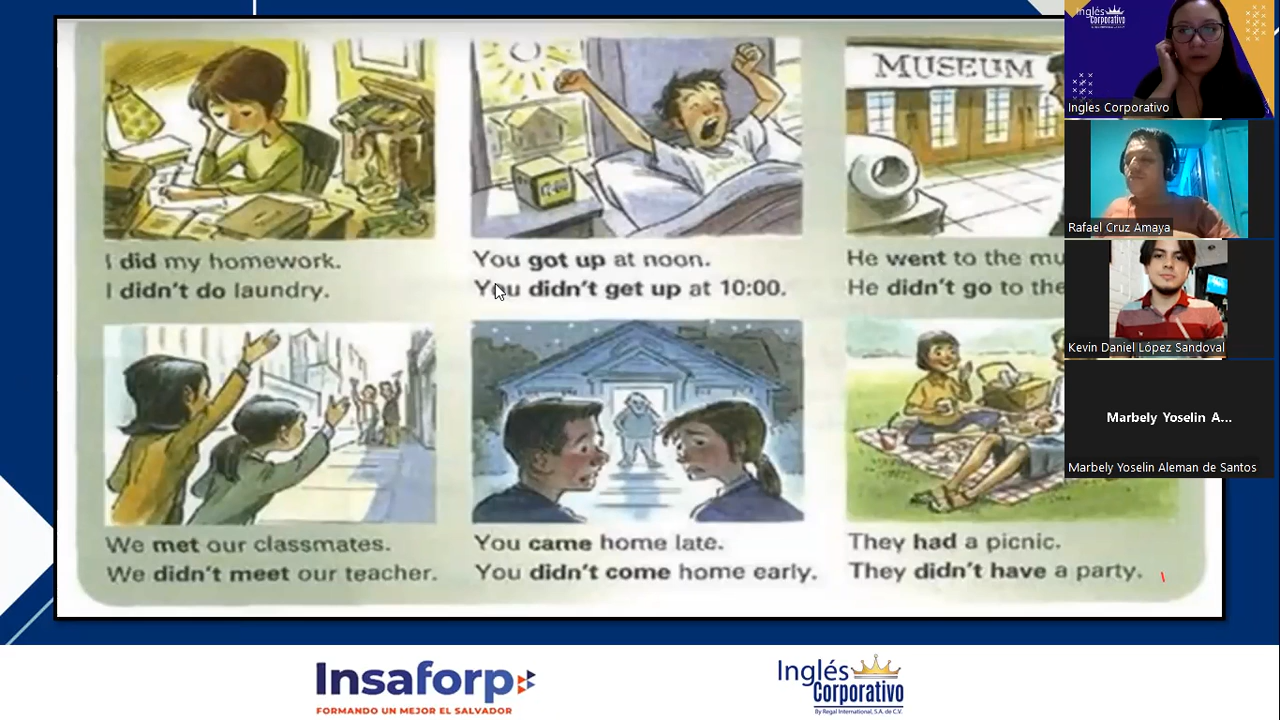 MUSEUM
I did my homework.
I didn't do laundry.
You got up at noon.
You didn't get up at 10:00.
He went to the mu
He didn't go to the
We met our classmates.
We didn't meet our teacher.
You came home late.
You didn't come home early.
They had a picnic.
They didn't have a party.
Inglés
Corporativo
Ingles Corporativo
Rafael Cruz Amaya
Kevin Daniel López Sandoval
Marbely Yoselin A...
Marbely Yoselin Aleman de Santos
Insaforp
FORMANDO UN MEJOR EL SALVADOR
Inglés
Corporativo
By Regal International, S.A. de C.V.